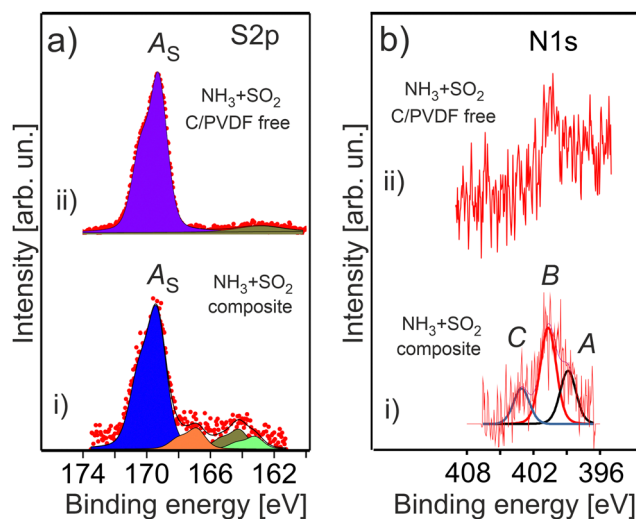 a)
S2p
A_S
NH₃+SO₂
C/PVDF free
ii)
A_S
NH₃+SO₂
composite
i)
Intensity [arb. un.]
174 170 166 162
Binding energy [eV]
b)
N1s
NH₃+SO₂
C/PVDF free
ii)
B
NH₃+SO₂
composite
C
A
i)
Intensity [arb. un.]
408 402 396
Binding energy [eV]